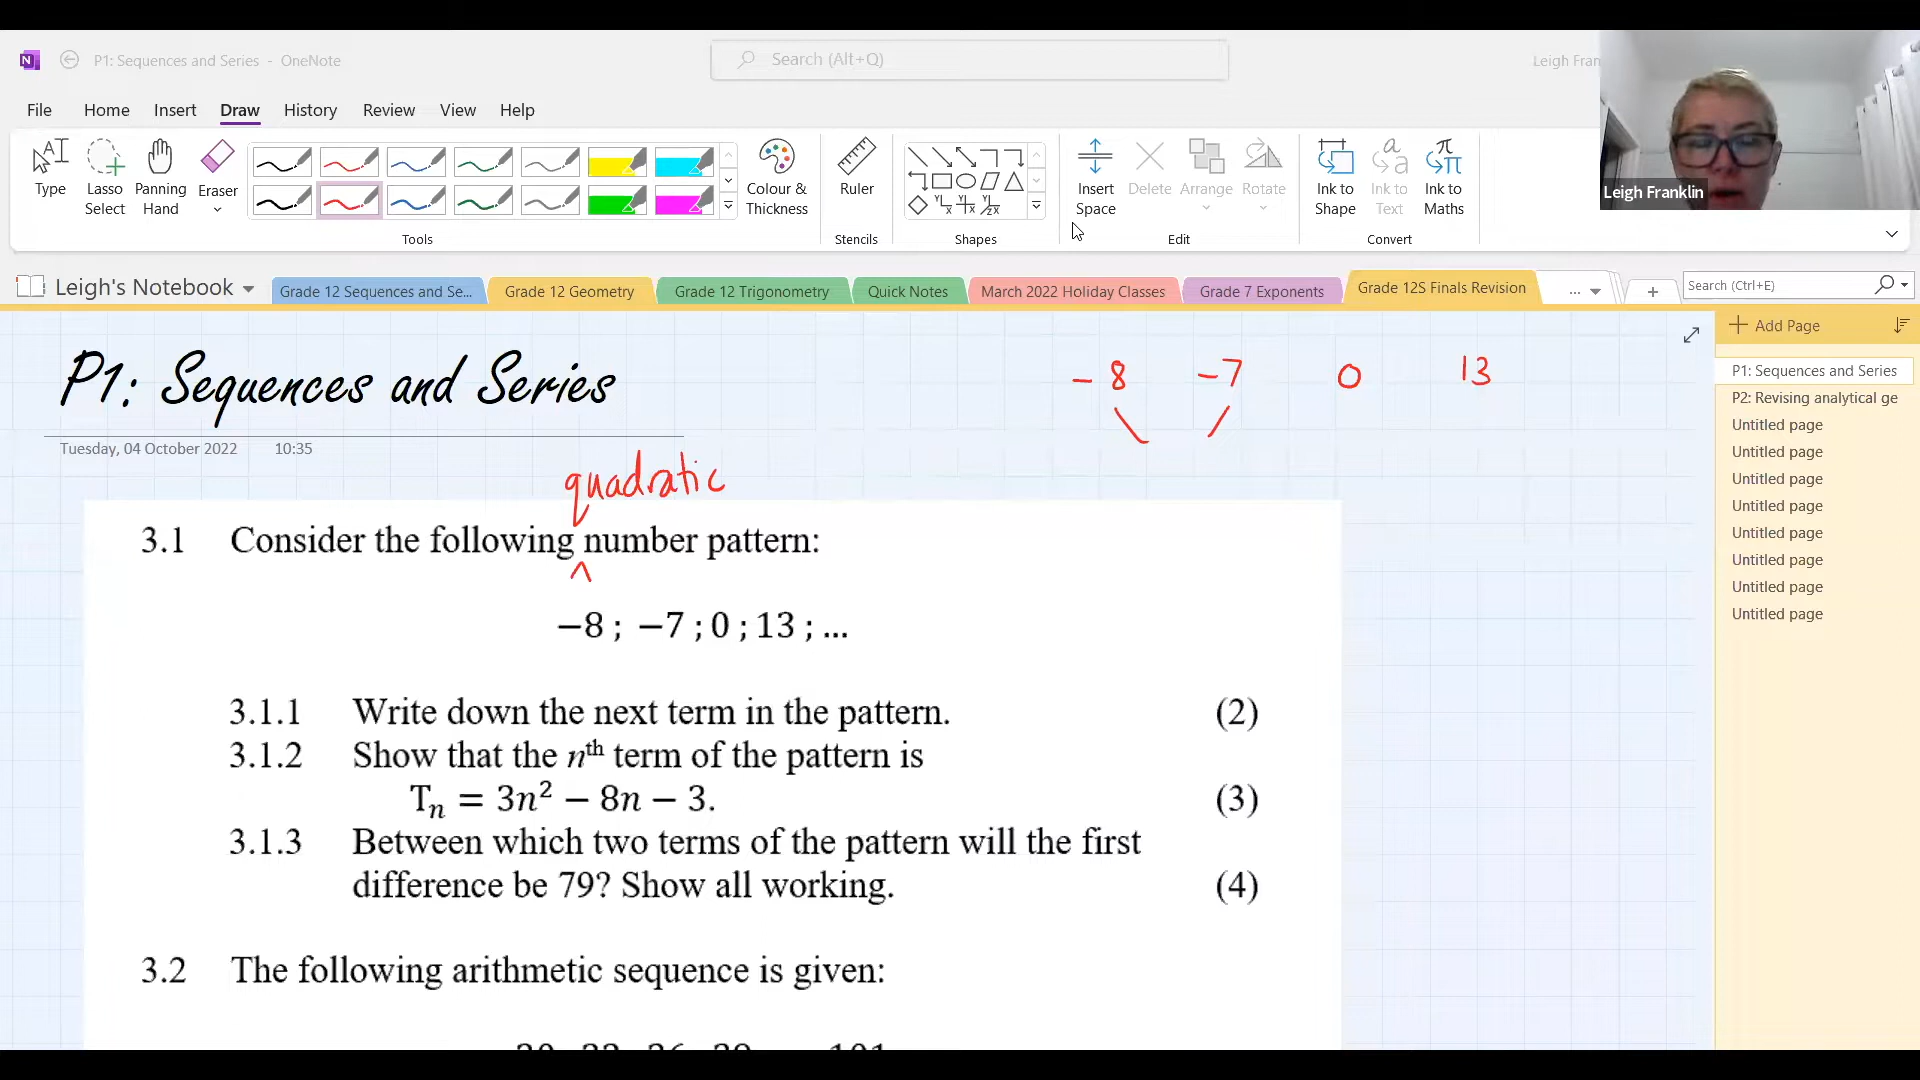 P1: Sequences and Series - OneNote
Search (Alt+Q)
Leigh Fran
File Home Insert Draw History Review View Help
Type
Lasso Select
Panning Hand
Eraser
Colour & Thickness
Ruler
Insert Space
Delete
Arrange
Rotate
Ink to Shape
Ink to Text
Ink to Maths
Leigh Franklin
Tools
Stencils
Shapes
Edit
Convert
Leigh's Notebook
Grade 12 Sequences and Se...
Grade 12 Geometry
Grade 12 Trigonometry
Quick Notes
March 2022 Holiday Classes
Grade 7 Exponents
Grade 12S Finals Revision
...
Search (Ctrl+E)
Add Page
P1: Sequences and Series
P2: Revising analytical ge
Untitled page
Untitled page
Untitled page
Untitled page
Untitled page
Untitled page
Untitled page
Untitled page
P1: Sequences and Series
Tuesday, 04 October 2022 10:35
-8 -7 0 13
quadratic
3.1 Consider the following number pattern:
^
−8 ; −7 ; 0 ; 13 ; ...
3.1.1 Write down the next term in the pattern. (2)
3.1.2 Show that the nth term of the pattern is
Tn = 3n² − 8n − 3. (3)
3.1.3 Between which two terms of the pattern will the first
difference be 79? Show all working. (4)
3.2 The following arithmetic sequence is given: